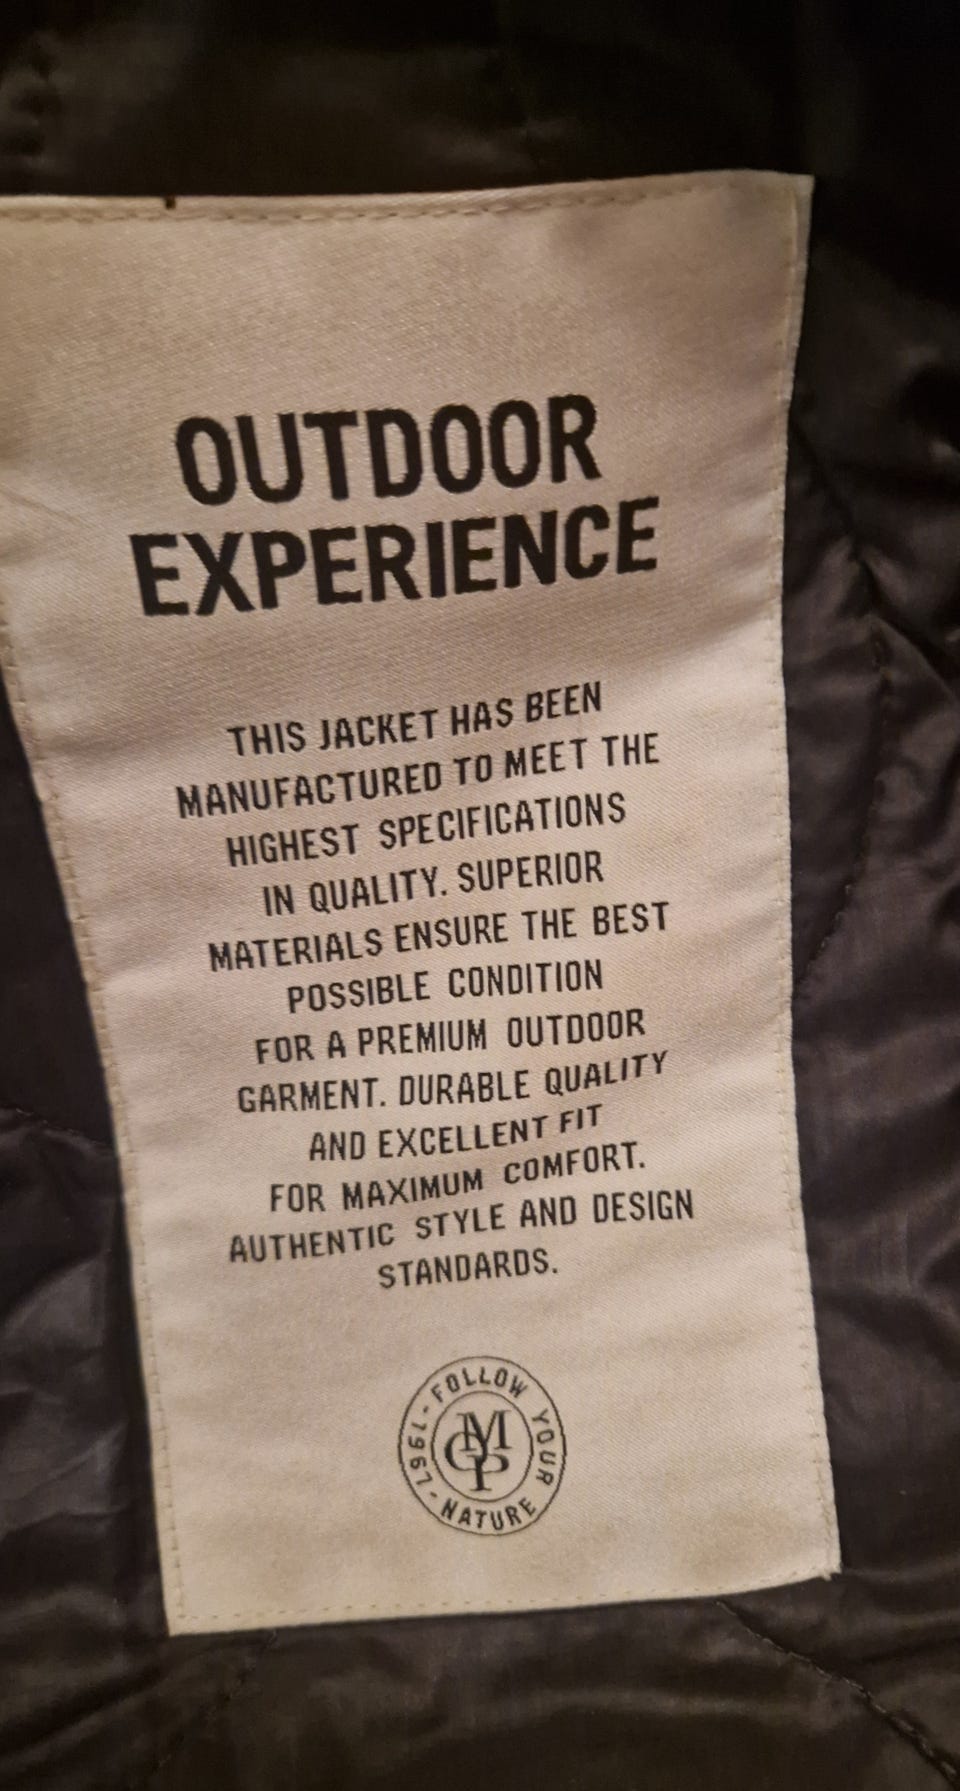 OUTDOOR
EXPERIENCE
THIS JACKET HAS BEEN
MANUFACTURED TO MEET THE
HIGHEST SPECIFICATIONS
IN QUALITY. SUPERIOR
MATERIALS ENSURE THE BEST
POSSIBLE CONDITION
FOR A PREMIUM OUTDOOR
GARMENT. DURABLE QUALITY
AND EXCELLENT FIT
FOR MAXIMUM COMFORT.
AUTHENTIC STYLE AND DESIGN
STANDARDS.
FOLLOW YOUR NATURE - 1967 -
MOP